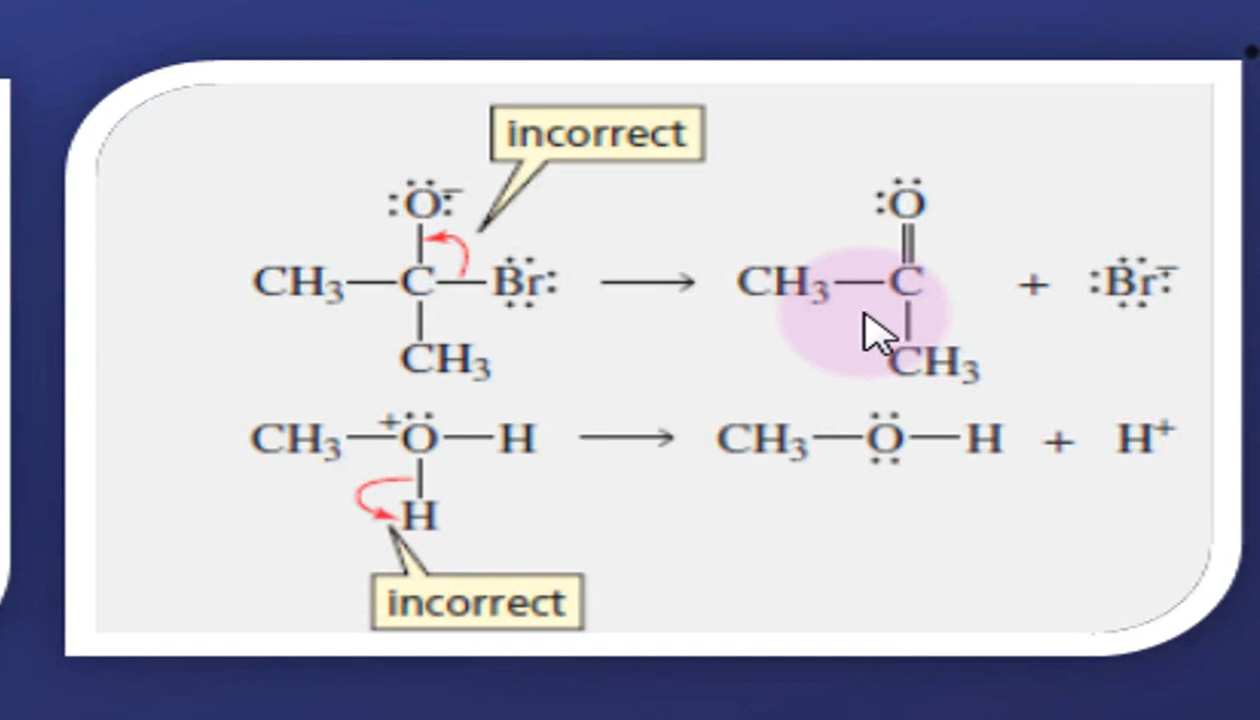 incorrect
:Ö:⁻ :Ö
CH₃—C—Br: ⟶ CH₃—C + :Br:⁻
CH₃ CH₃
CH₃—⁺Ö—H ⟶ CH₃—Ö—H + H⁺
H
incorrect